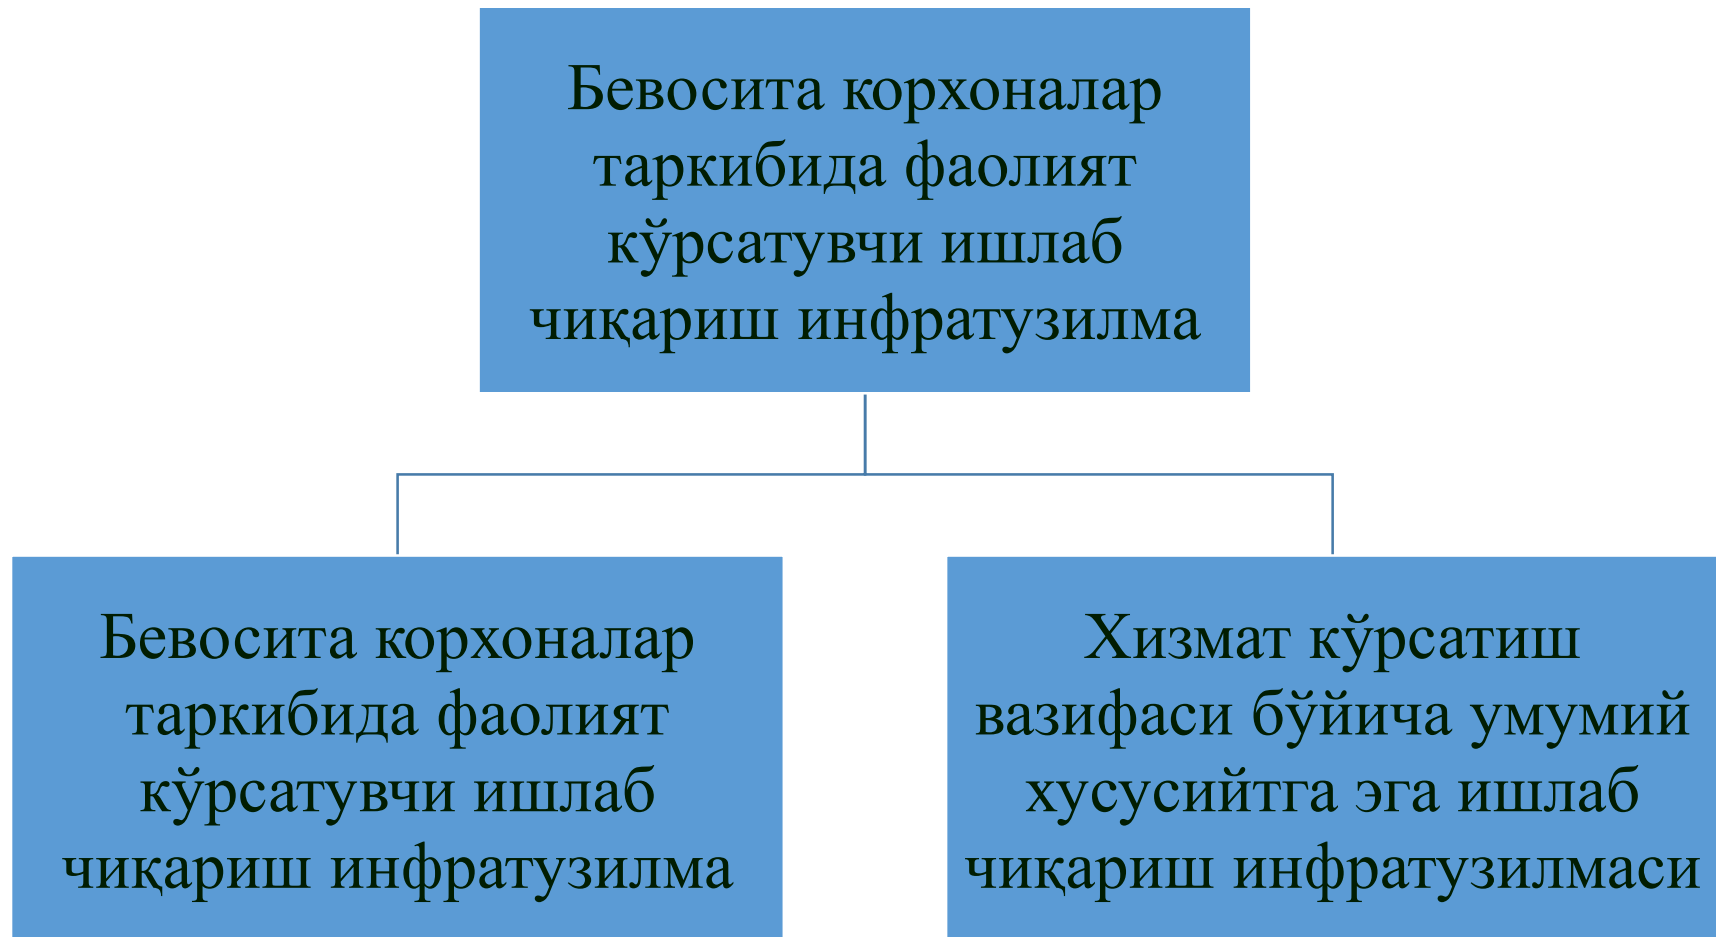 Бевосита корхоналар
таркибида фаолият
кўрсатувчи ишлаб
чиқариш инфратузилма
Бевосита корхоналар
таркибида фаолият
кўрсатувчи ишлаб
чиқариш инфратузилма
Хизмат кўрсатиш
вазифаси бўйича умумий
хусусийтга эга ишлаб
чиқариш инфратузилмаси